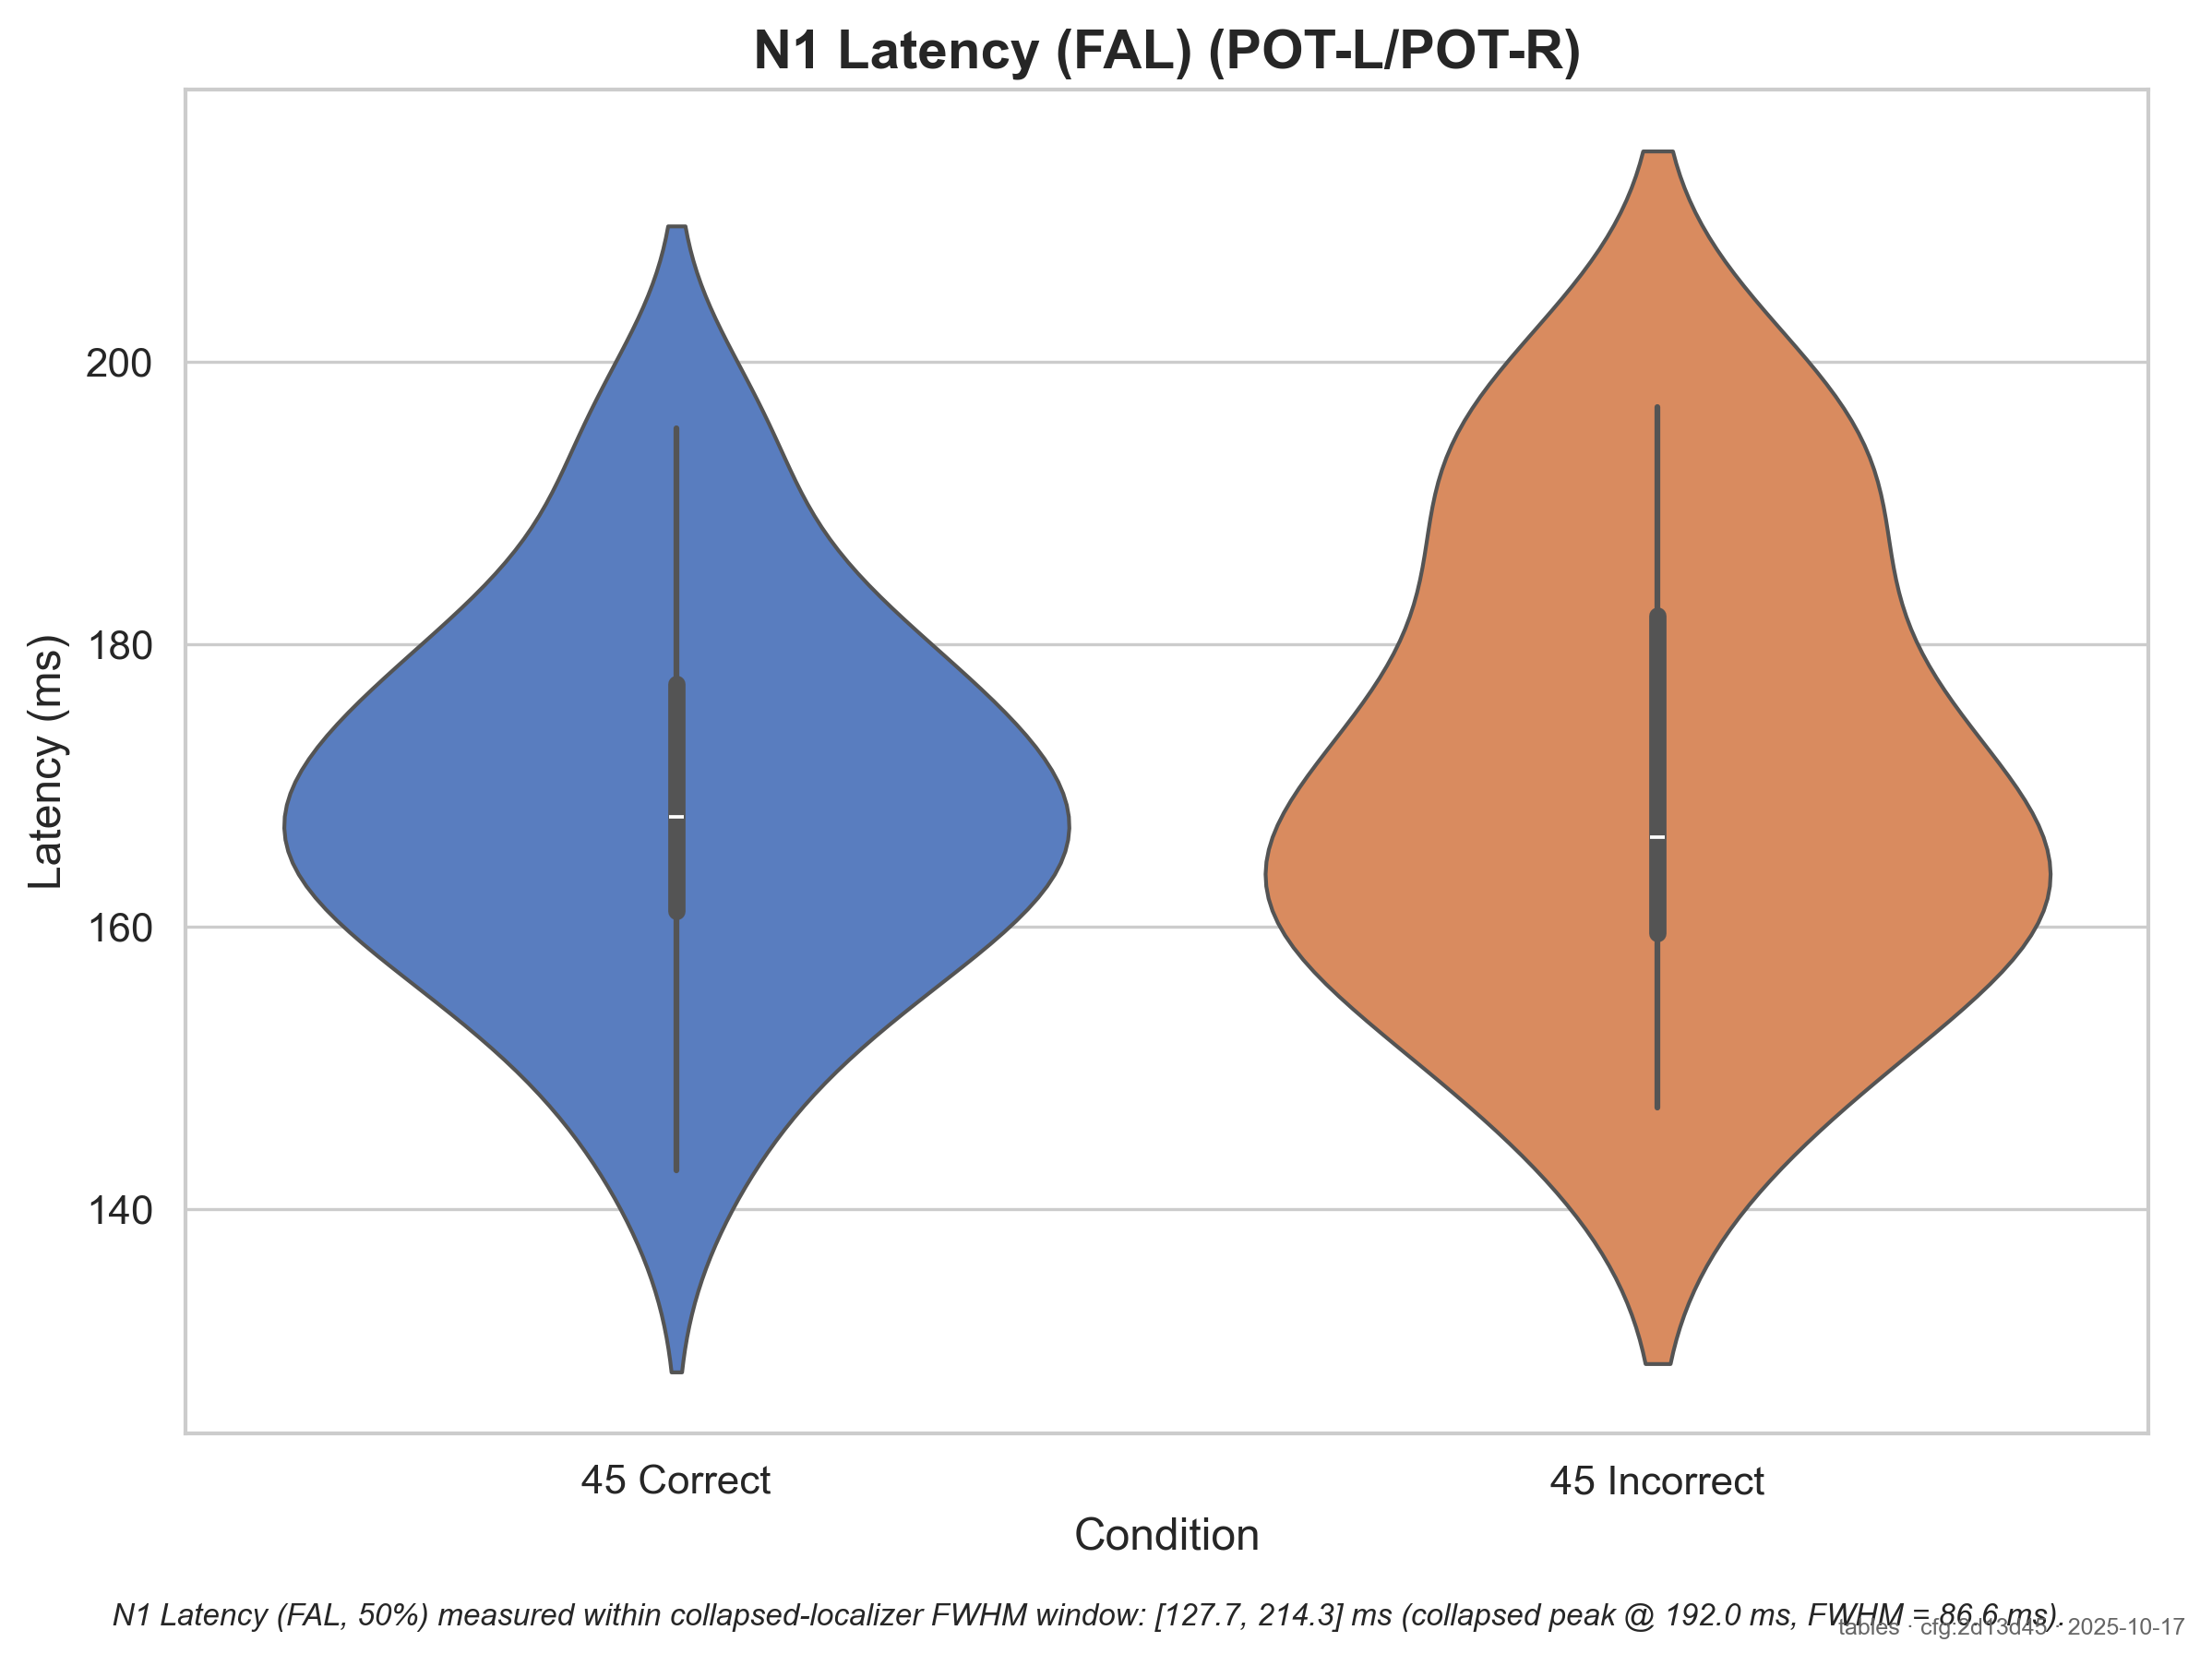 N1 Latency (FAL) (POT-L/POT-R)
Latency (ms)
200
180
160
140
45 Correct
45 Incorrect
Condition
N1 Latency (FAL, 50%) measured within collapsed-localizer FWHM window: [127.7, 214.3] ms (collapsed peak @ 192.0 ms, FWHM = 86.6 ms).
tables · cfg:2d13d45 · 2025-10-17